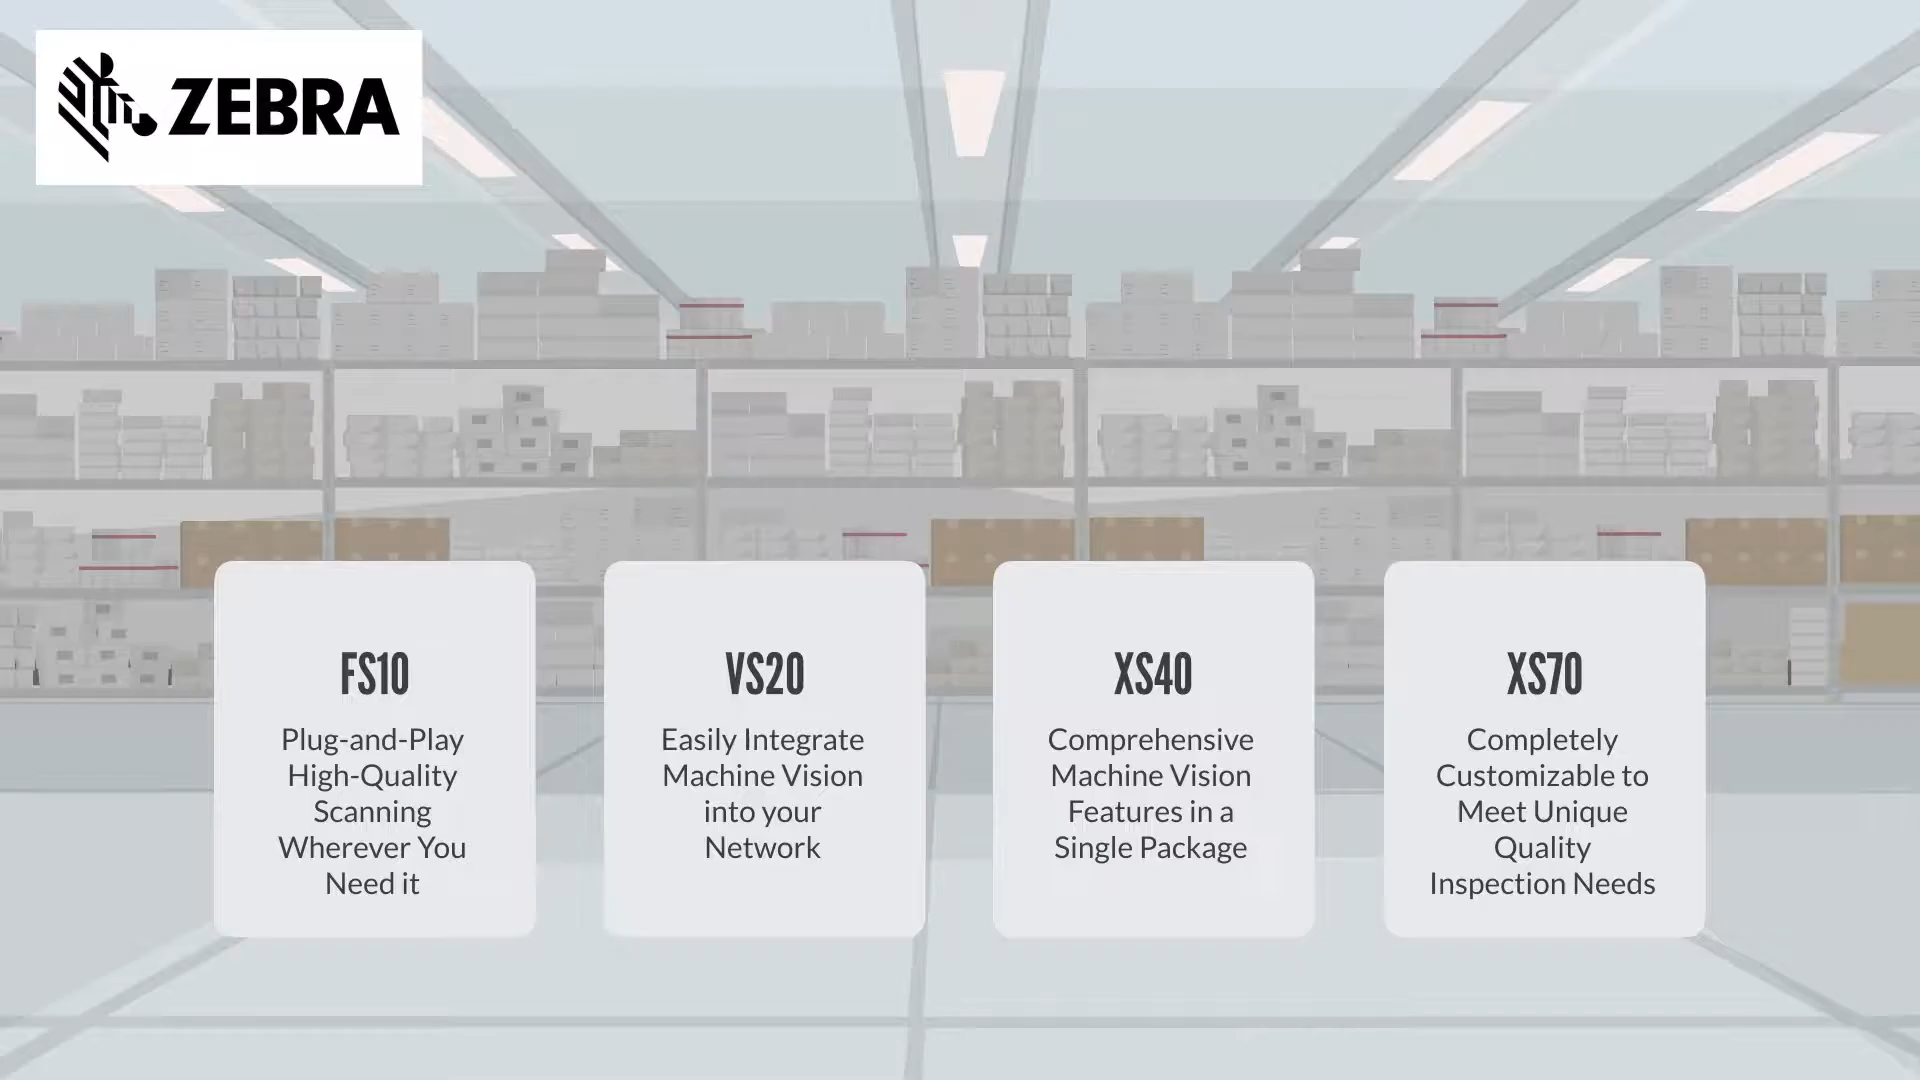 ZEBRA
FS10
Plug-and-Play
High-Quality
Scanning
Wherever You
Need it
VS20
Easily Integrate
Machine Vision
into your
Network
XS40
Comprehensive
Machine Vision
Features in a
Single Package
XS70
Completely
Customizable to
Meet Unique
Quality
Inspection Needs